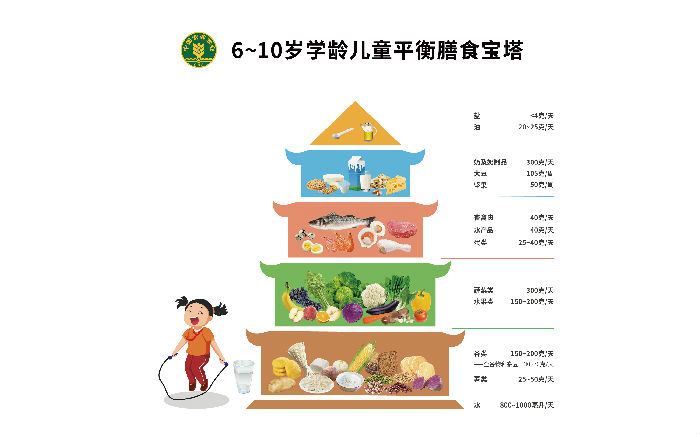 6~10岁学龄儿童平衡膳食宝塔
盐 <4克/天
油 20~25克/天
奶及奶制品 300克/天
大豆 105克/周
坚果 50克/周
畜禽肉 40克/天
水产品 40克/天
蛋类 25~40克/天
蔬菜类 300克/天
水果类 150~200克/天
谷类 150~200克/天
薯类 25~50克/天
水 800~1000毫升/天